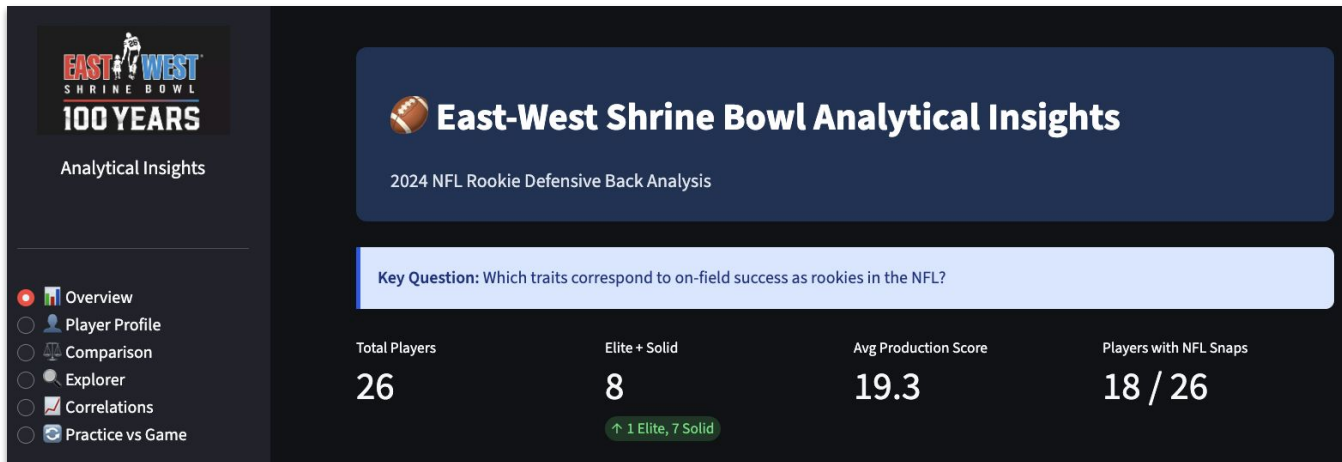 EAST WEST
SHRINE BOWL
100 YEARS
Analytical Insights
Overview
Player Profile
Comparison
Explorer
Correlations
Practice vs Game
🏈 East-West Shrine Bowl Analytical Insights
2024 NFL Rookie Defensive Back Analysis
Key Question: Which traits correspond to on-field success as rookies in the NFL?
Total Players
26
Elite + Solid
8
↑ 1 Elite, 7 Solid
Avg Production Score
19.3
Players with NFL Snaps
18 / 26